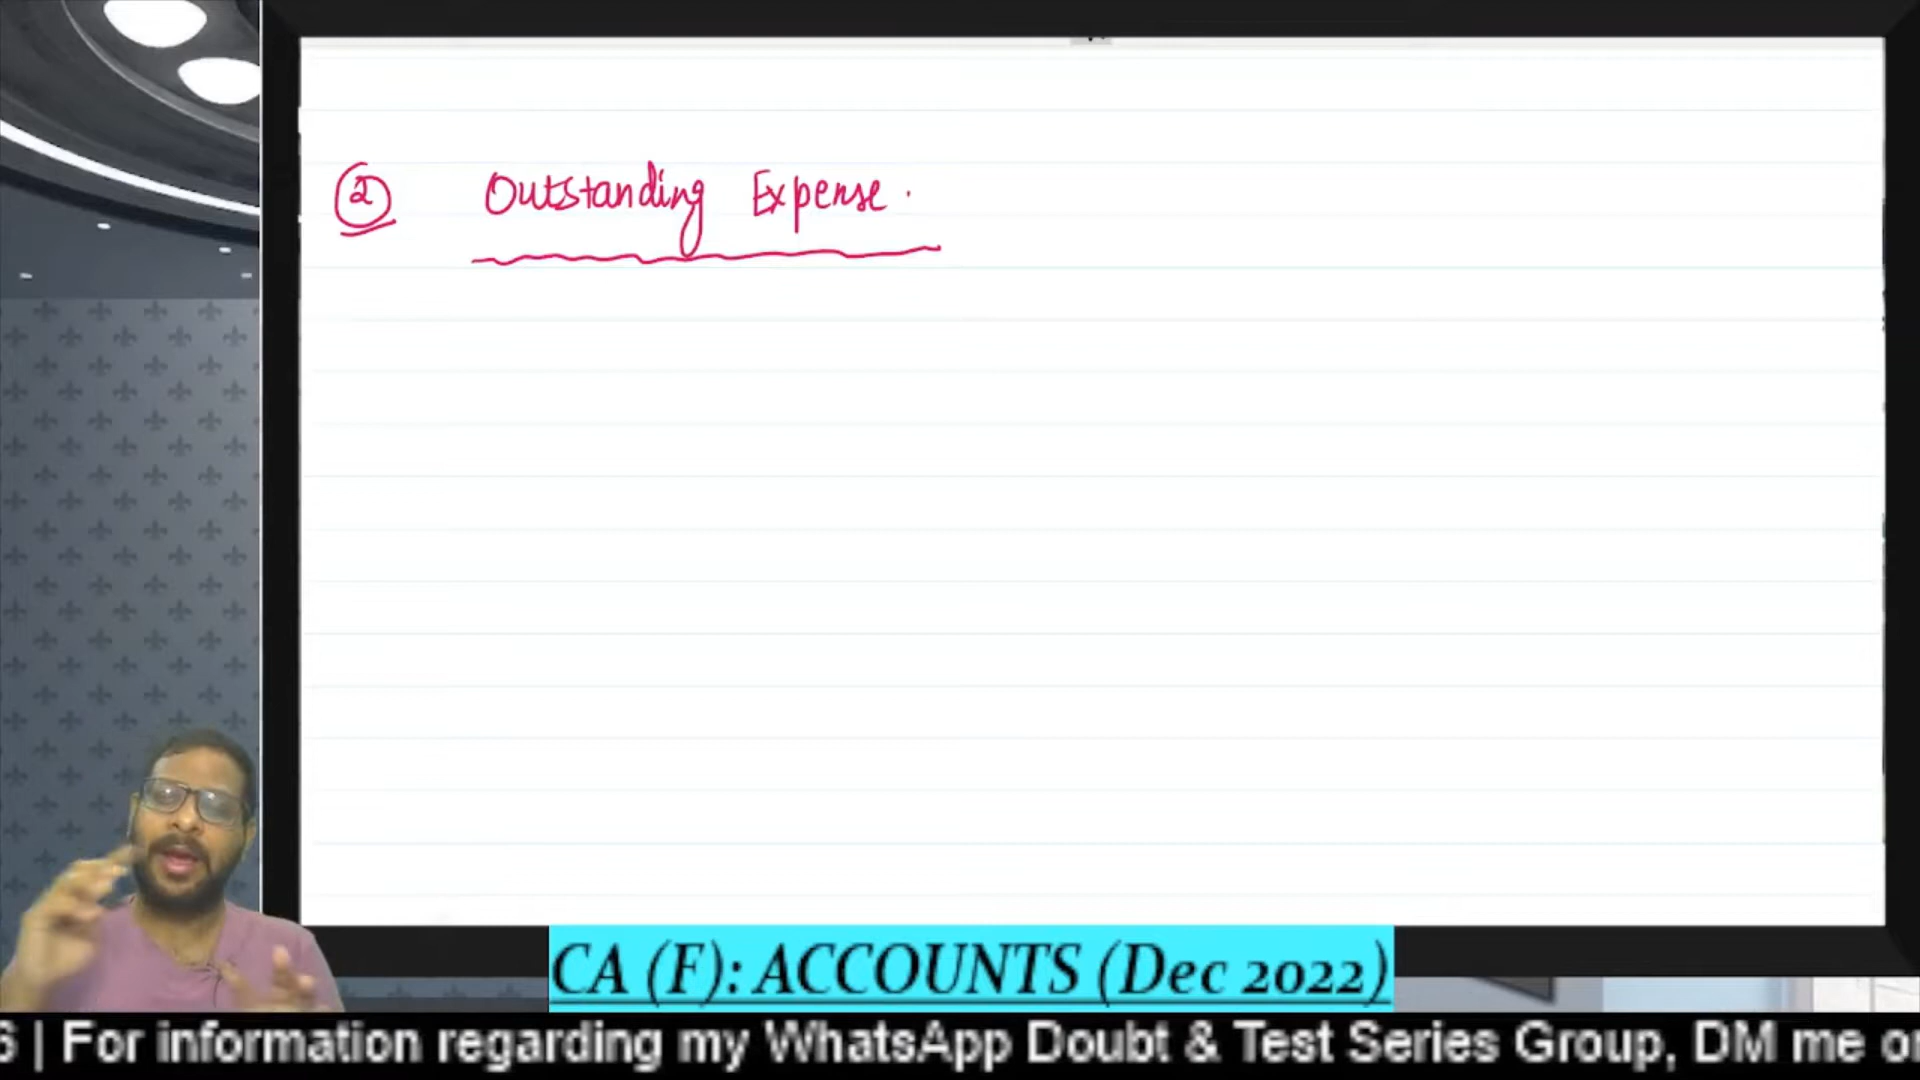 ② Outstanding Expense.
CA (F): ACCOUNTS (Dec 2022)
6 | For information regarding my WhatsApp Doubt & Test Series Group, DM me on